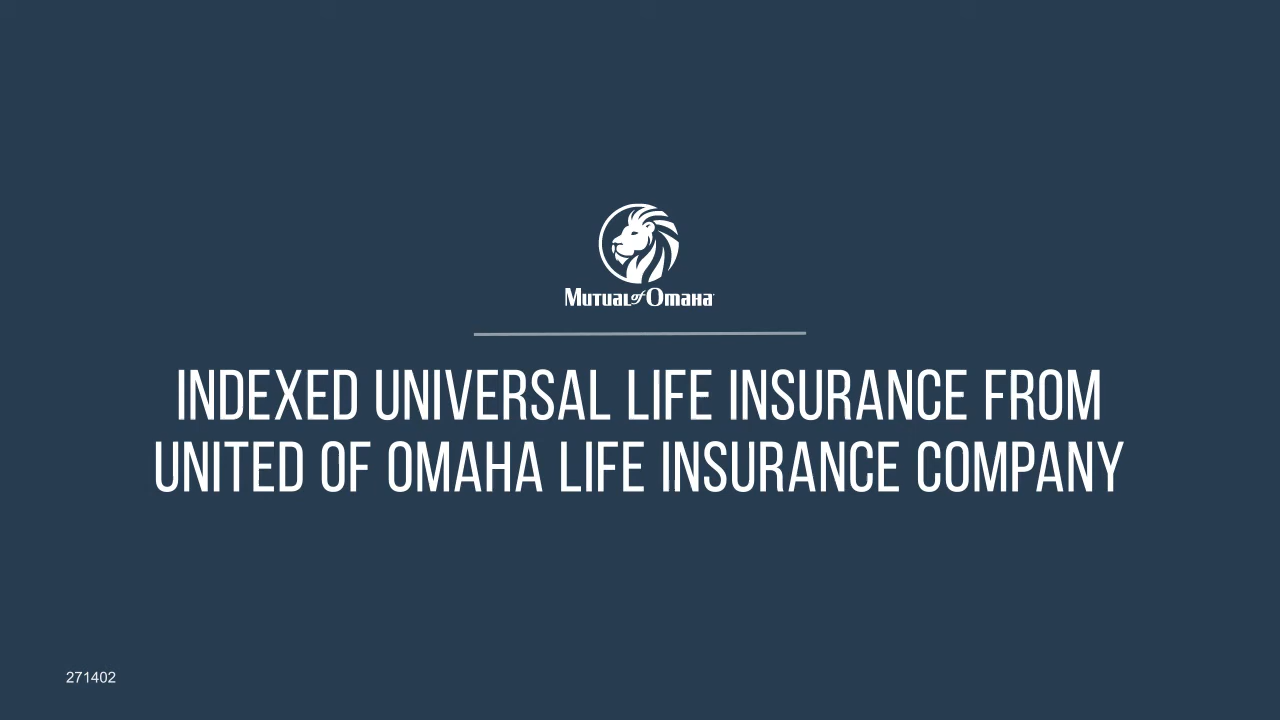 Mutual of Omaha
INDEXED UNIVERSAL LIFE INSURANCE FROM
UNITED OF OMAHA LIFE INSURANCE COMPANY
271402